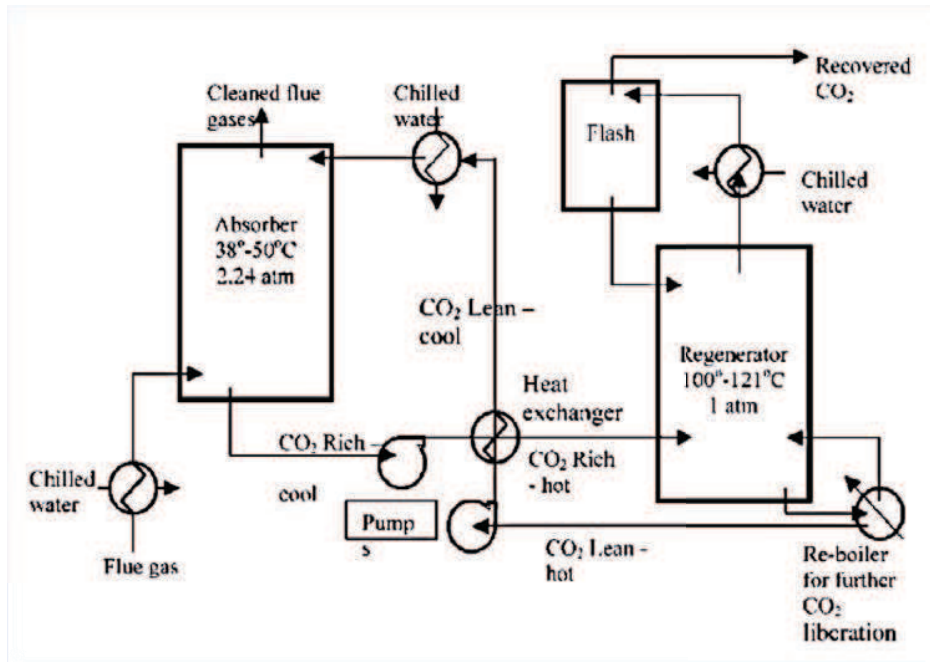 Cleaned flue
gases
Chilled
water
Recovered
CO₂
Flash
Chilled
water
Absorber
38°-50°C
2.24 atm
CO₂ Lean –
cool
Regenerator
100°-121°C
1 atm
Heat
exchanger
CO₂ Rich –
cool
CO₂ Rich
- hot
Chilled
water
Pump
s
Flue gas
CO₂ Lean -
hot
Re-boiler
for further
CO₂
liberation